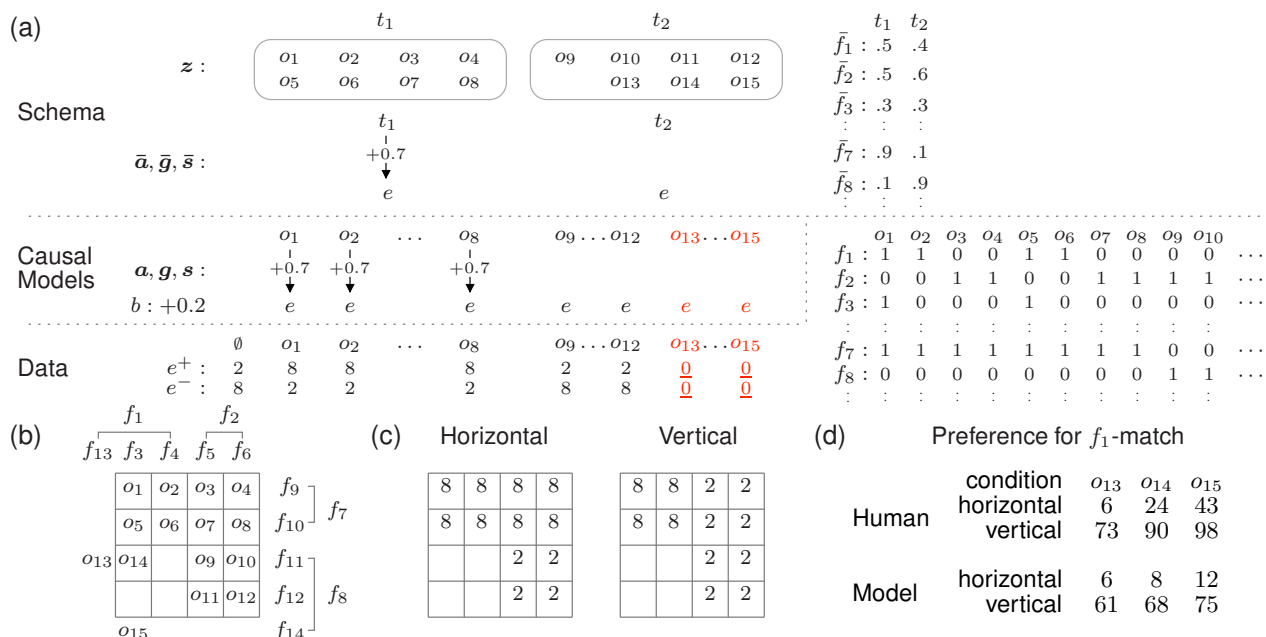 (a) t₁ t₂ t₁ t₂
z : o₁ o₂ o₃ o₄ o₉ o₁₀ o₁₁ o₁₂ f̄₁ : .5 .4
o₅ o₆ o₇ o₈ o₁₃ o₁₄ o₁₅ f̄₂ : .5 .6
Schema f̄₃ : .3 .3
t₁ t₂ : : :
ā, ḡ, s̄ : +0.7 f̄₇ : .9 .1
e e f̄₈ : .1 .9
: : :
Causal Models
o₁ o₂ ... o₈ o₉ ... o₁₂ o₁₃ ... o₁₅
a, g, s : +0.7 +0.7 +0.7
b : +0.2 e e e e e e e
o₁ o₂ o₃ o₄ o₅ o₆ o₇ o₈ o₉ o₁₀
f₁ : 1 1 0 0 1 1 0 0 0 0 ...
f₂ : 0 0 1 1 0 0 1 1 1 1 ...
f₃ : 1 0 0 0 1 0 0 0 0 0 ...
: : : : : : : : : : :
f₇ : 1 1 1 1 1 1 1 1 0 0 ...
f₈ : 0 0 0 0 0 0 0 0 1 1 ...
: : : : : : : : : : :
Data
∅ o₁ o₂ ... o₈ o₉ ... o₁₂ o₁₃ ... o₁₅
e⁺ : 2 8 8 8 2 2 0 0
e⁻ : 8 2 2 2 8 8 0 0
(b) f₁ f₂
f₁₃ f₃ f₄ f₅ f₆
o₁ o₂ o₃ o₄ f₉
f₇
o₅ o₆ o₇ o₈ f₁₀
o₁₃ o₁₄ o₉ o₁₀ f₁₁
o₁₁ o₁₂ f₁₂ f₈
o₁₅ f₁₄
(c) Horizontal Vertical
8 8 8 8 8 8 2 2
8 8 8 8 8 8 2 2
2 2 2 2
2 2 2 2
(d) Preference for f₁-match
condition o₁₃ o₁₄ o₁₅
Human
horizontal 6 24 43
vertical 73 90 98
Model
horizontal 6 8 12
vertical 61 68 75